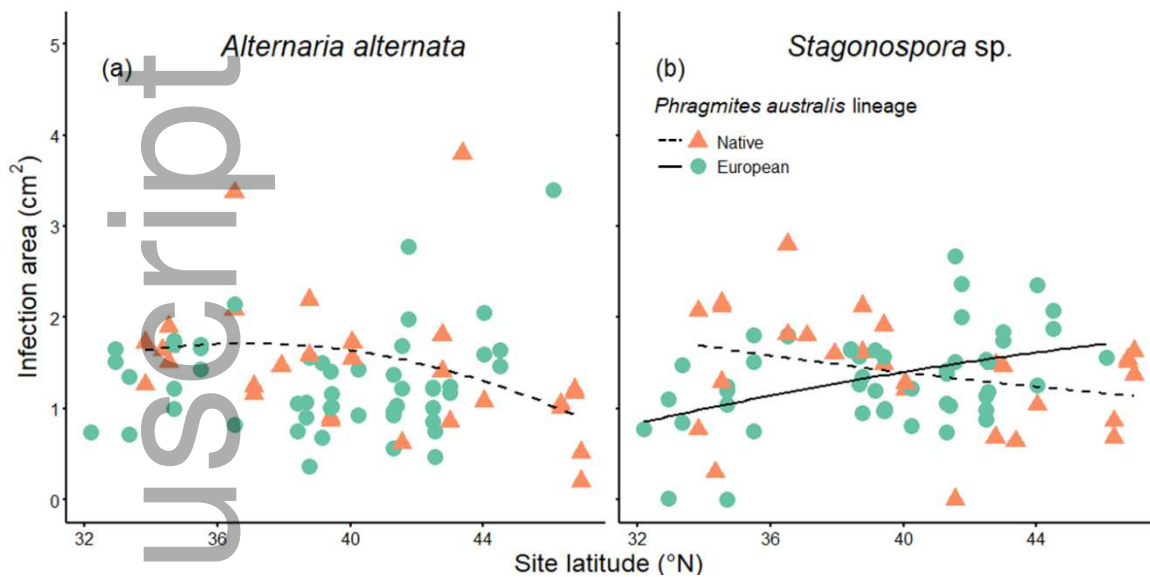 Alternaria alternata
Stagonospora sp.
(a)
(b)
Phragmites australis lineage
Native
European
Infection area (cm²)
5
4
3
2
1
0
32
36
40
44
32
36
40
44
Site latitude (°N)
uscript